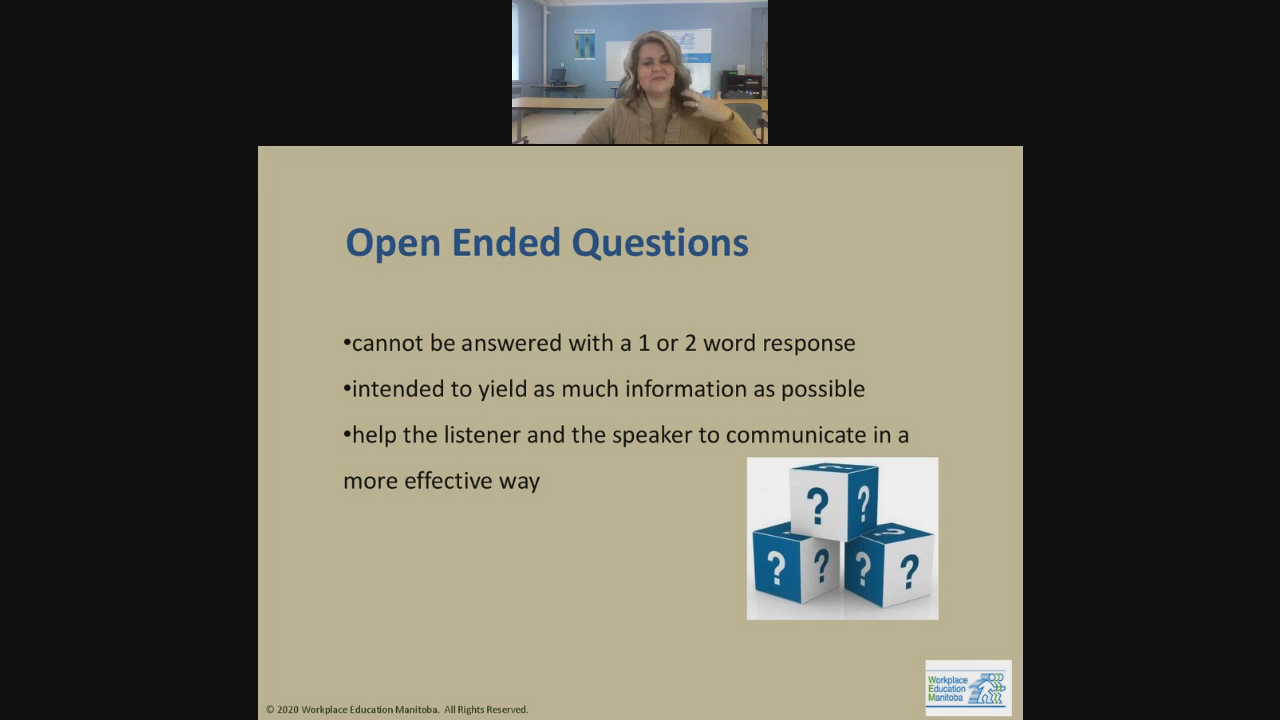 Open Ended Questions
•cannot be answered with a 1 or 2 word response
•intended to yield as much information as possible
•help the listener and the speaker to communicate in a
more effective way
? ?
? ? ? ?
Workplace
Education
Manitoba
© 2020 Workplace Education Manitoba. All Rights Reserved.